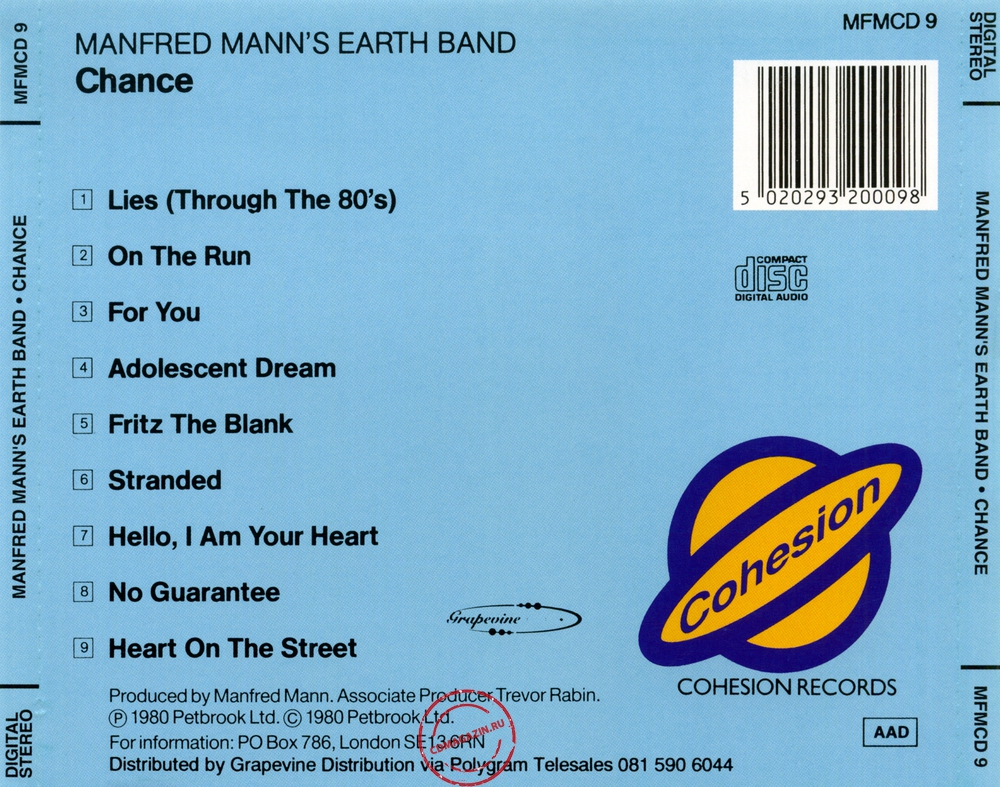 MFMCD 9
MANFRED MANN'S EARTH BAND • CHANCE
DIGITAL
STEREO
MANFRED MANN'S EARTH BAND
Chance
MFMCD 9
5 020293 200098
COMPACT
disc
DIGITAL AUDIO
1 Lies (Through The 80's)
2 On The Run
3 For You
4 Adolescent Dream
5 Fritz The Blank
6 Stranded
7 Hello, I Am Your Heart
8 No Guarantee
9 Heart On The Street
Grapevine
Cohesion
COHESION RECORDS
Produced by Manfred Mann. Associate Producer Trevor Rabin.
Ⓟ 1980 Petbrook Ltd. © 1980 Petbrook Ltd.
For information: PO Box 786, London SE13 6RN
Distributed by Grapevine Distribution via Polygram Telesales 081 590 6044
CDMAGAZIN.RU
AAD
DIGITAL
STEREO
MANFRED MANN'S EARTH BAND • CHANCE
MFMCD 9